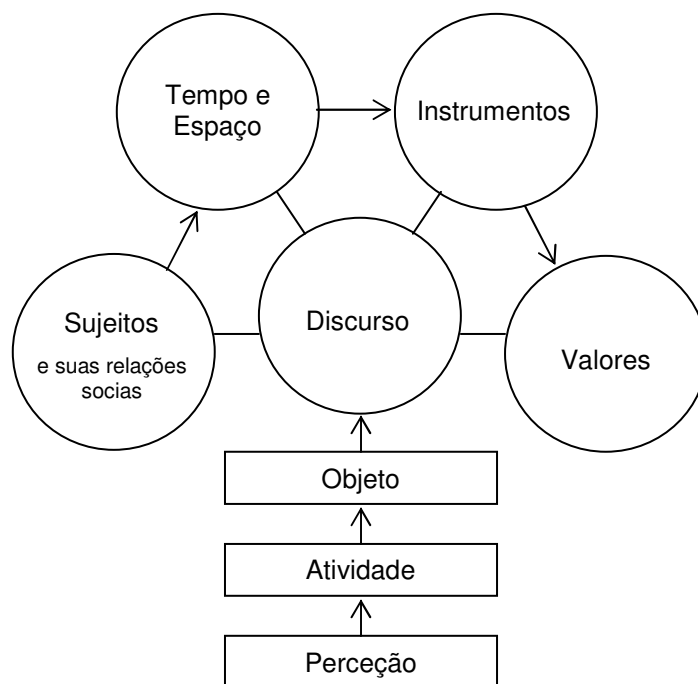 Tempo e
Espaço
Instrumentos
Sujeitos
e suas relações
socias
Discurso
Valores
Objeto
Atividade
Perceção